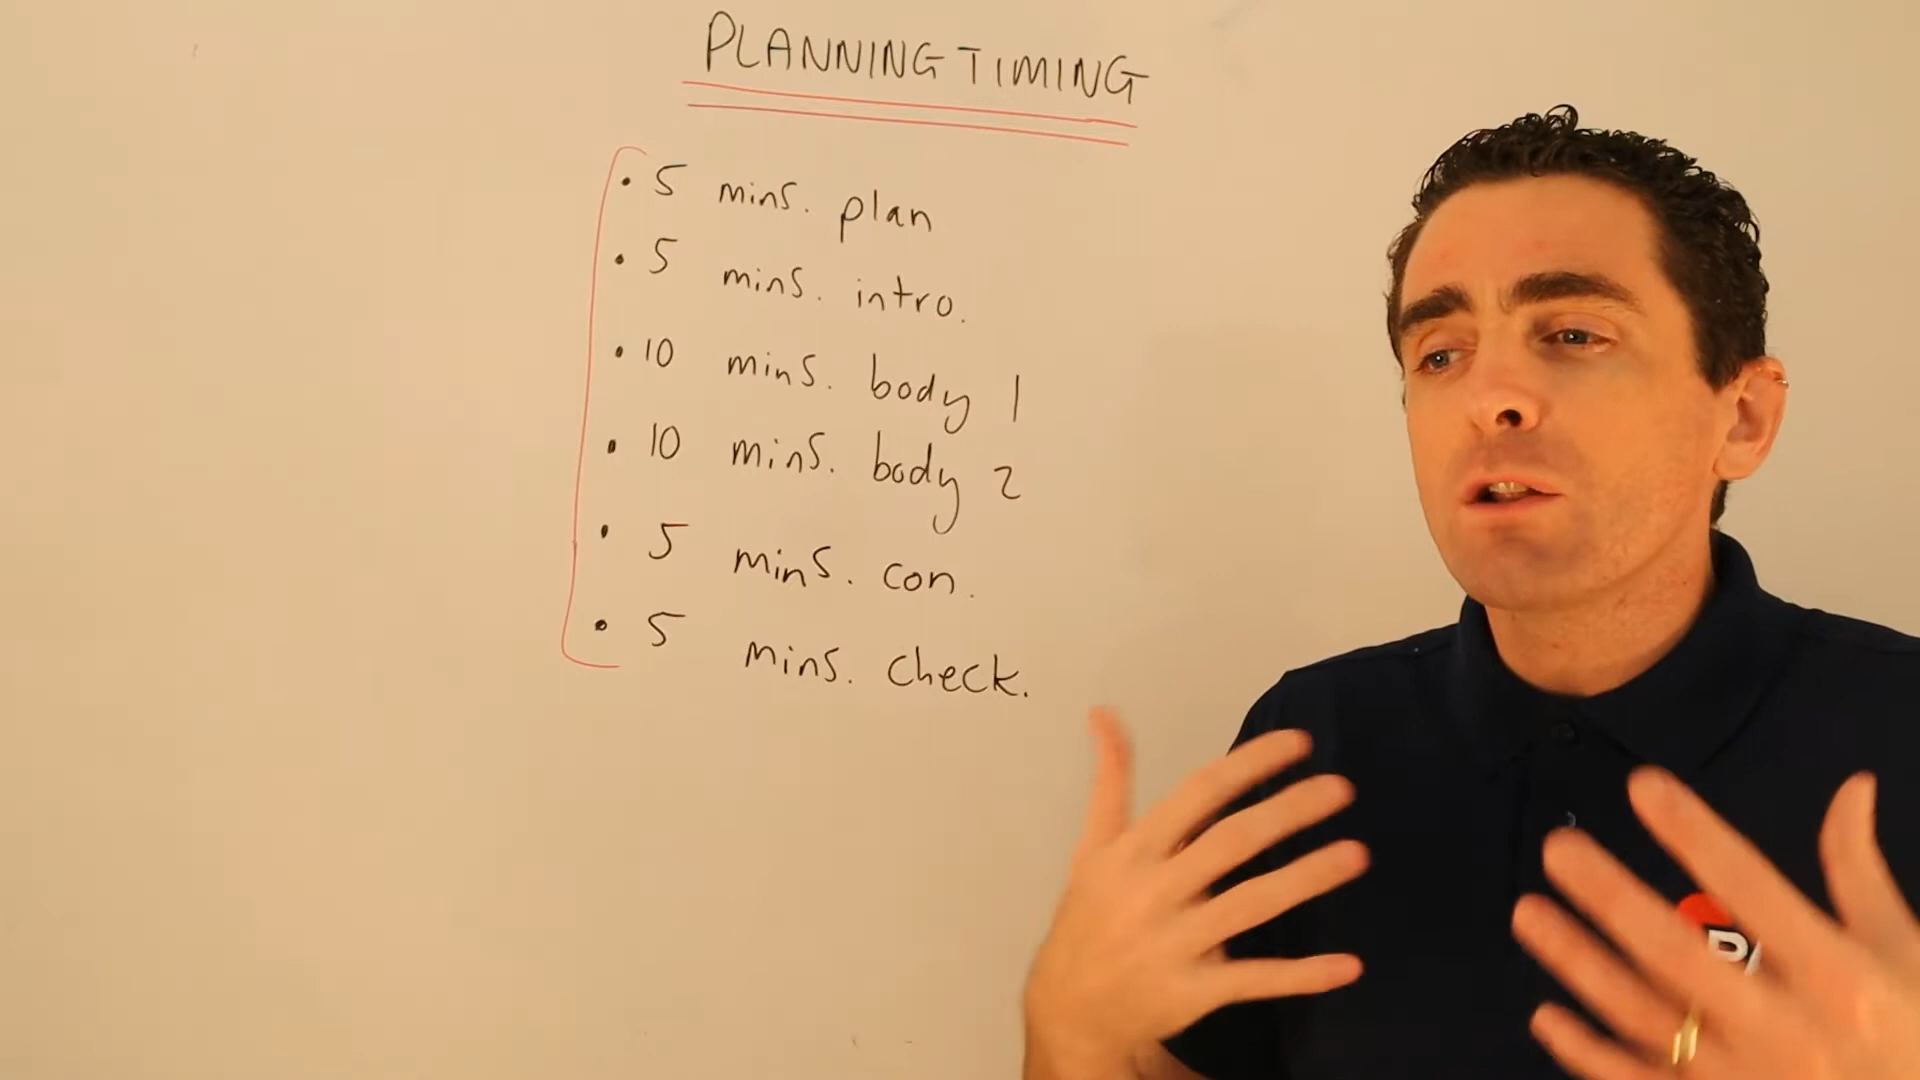 PLANNING TIMING
• 5 mins. plan
• 5 mins. intro.
• 10 mins. body 1
• 10 mins. body 2
• 5 mins. con.
• 5 mins. check.